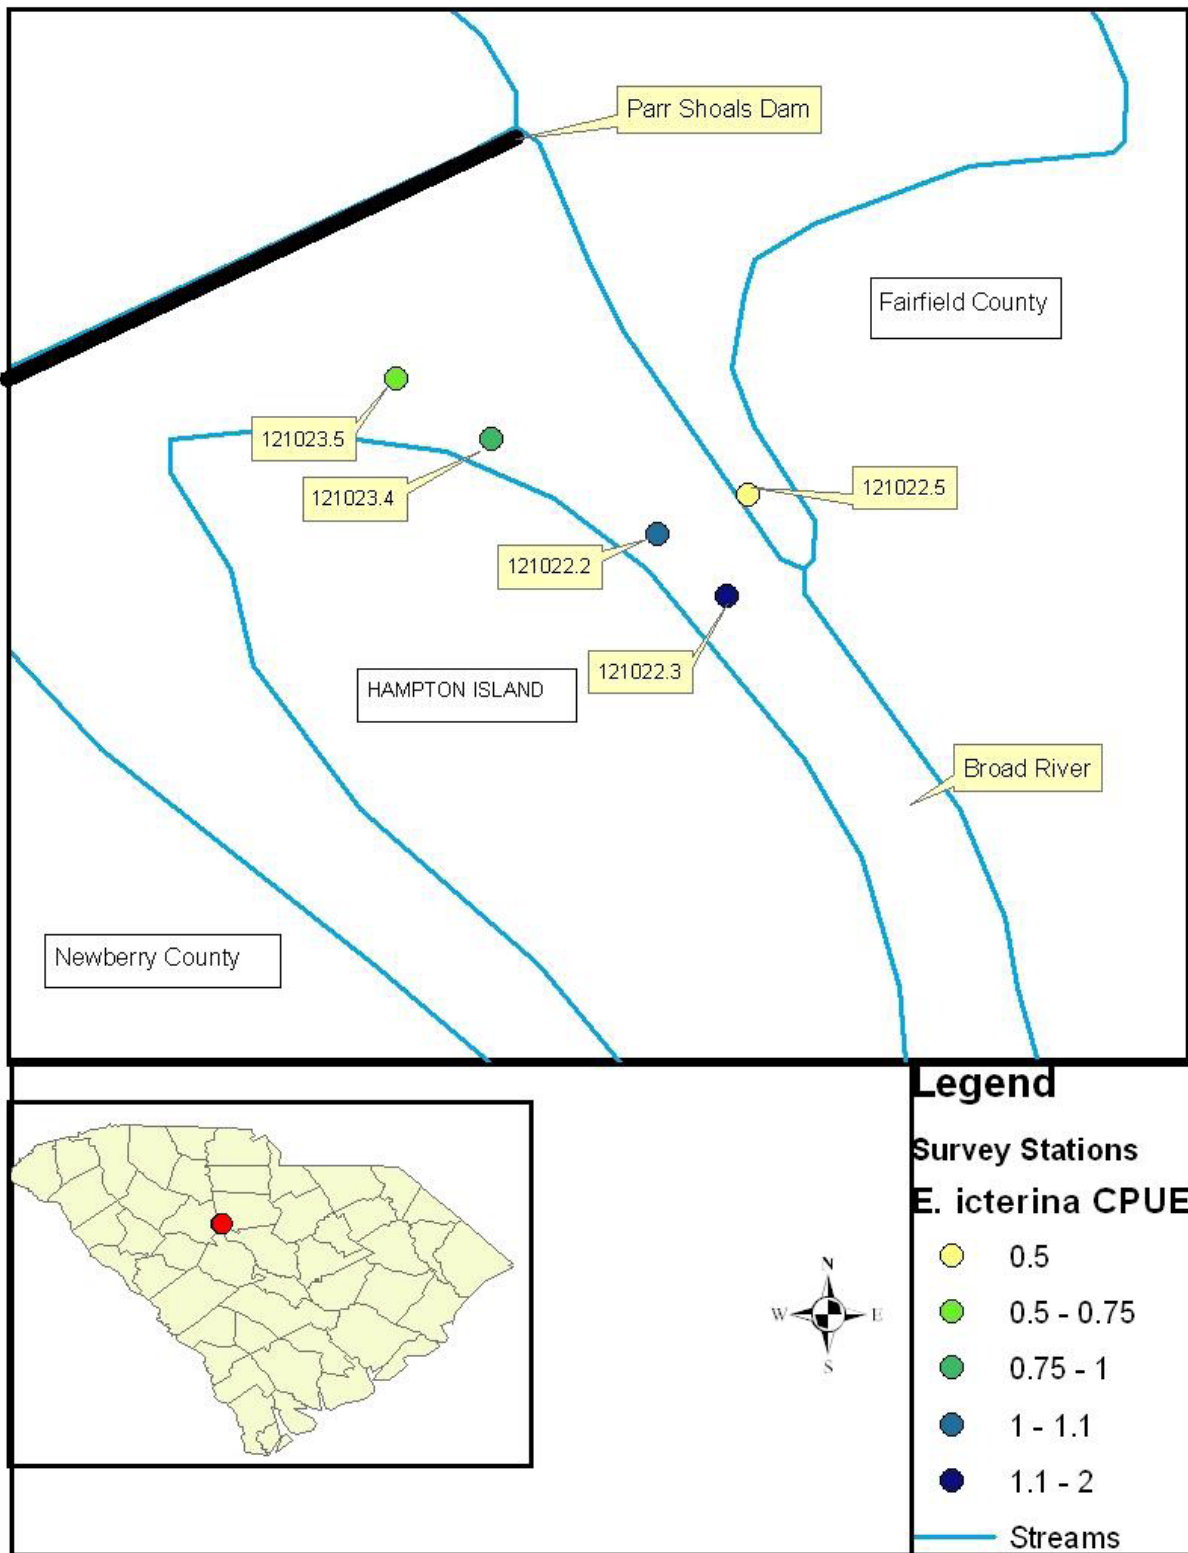 Parr Shoals Dam
Fairfield County
121023.5
121023.4
121022.5
121022.2
121022.3
HAMPTON ISLAND
Broad River
Newberry County
Legend
Survey Stations
E. icterina CPUE
0.5
0.5 - 0.75
0.75 - 1
1 - 1.1
1.1 - 2
Streams
N
W E
S